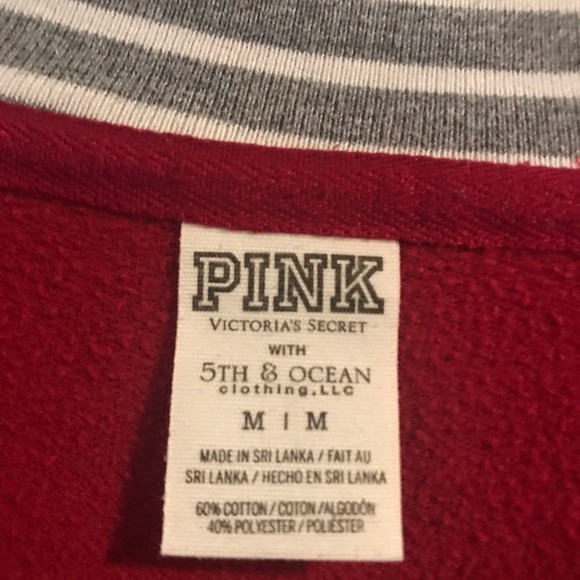 PINK
VICTORIA'S SECRET
WITH
5TH & OCEAN
clothing,LLC
M | M
MADE IN SRI LANKA / FAIT AU
SRI LANKA / HECHO EN SRI LANKA
60% COTTON / COTON /ALGODÓN
40% POLYESTER / POLIÉSTER